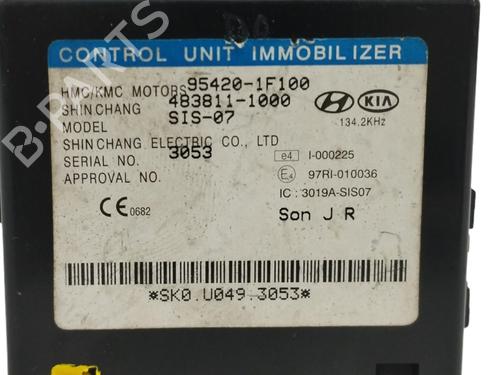 CONTROL UNIT IMMOBILIZER
HMC/KMC MOTORS 95420-1F100
SHIN CHANG 483811-1000
MODEL SIS-07
SHIN CHANG ELECTRIC CO., LTD
SERIAL NO. 3053
APPROVAL NO.
KIA
134.2KHz
e4 I-000225
E4 97RI-010036
IC : 3019A-SIS07
CE 0682
Son J R
*SK0.U049.3053*
B-PARTS